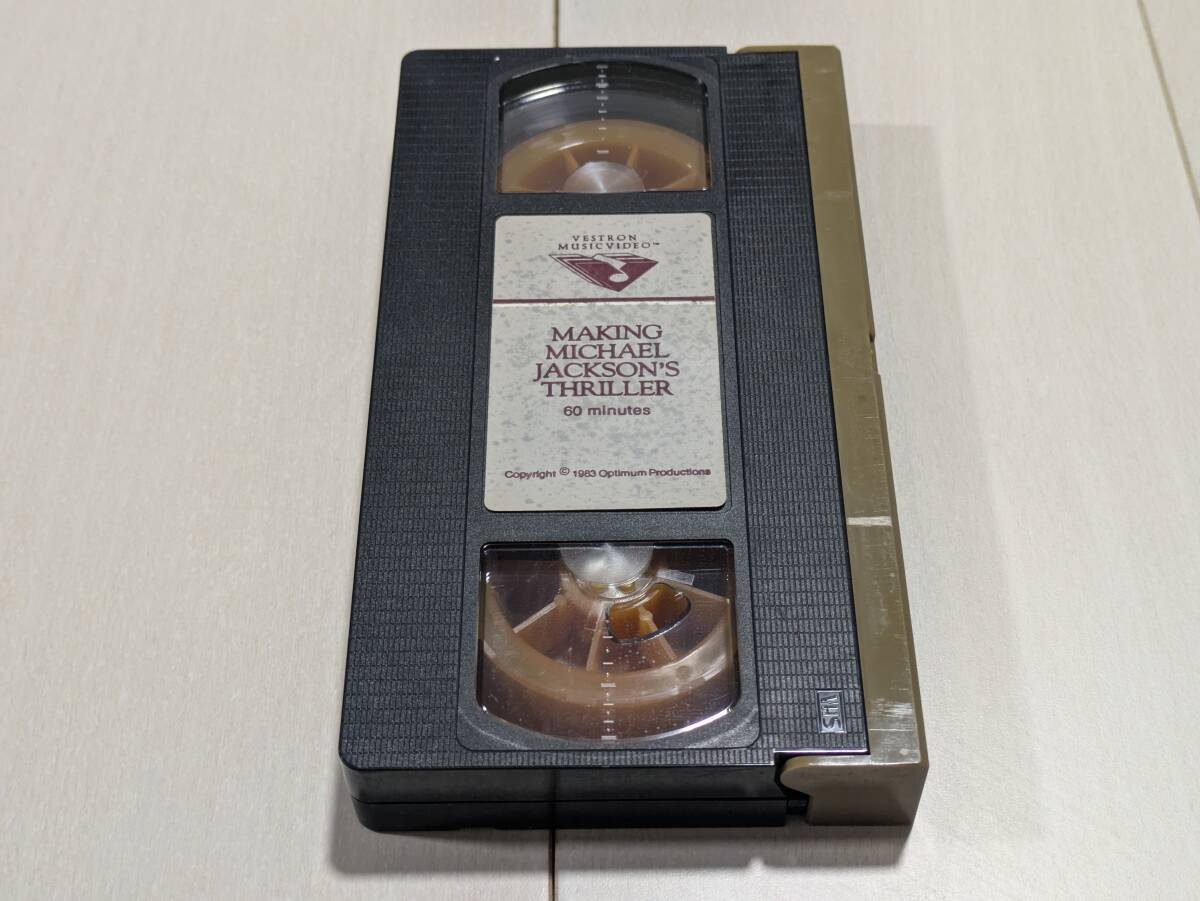 VESTRON
MUSICVIDEO™
MAKING
MICHAEL
JACKSON'S
THRILLER
60 minutes
Copyright © 1983 Optimum Productions
VHS